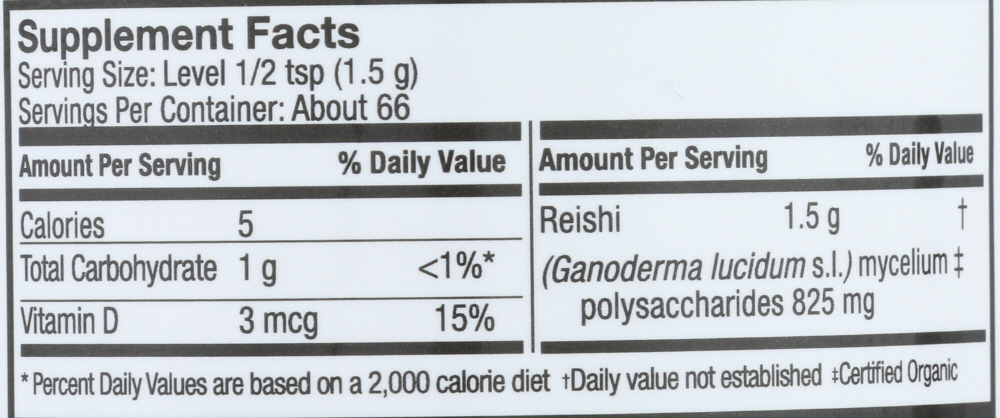 Supplement Facts
Serving Size: Level 1/2 tsp (1.5 g)
Servings Per Container: About 66
Amount Per Serving % Daily Value
Calories 5
Total Carbohydrate 1 g <1%*
Vitamin D 3 mcg 15%
Amount Per Serving % Daily Value
Reishi 1.5 g †
(Ganoderma lucidum s.l.) mycelium ‡
polysaccharides 825 mg
* Percent Daily Values are based on a 2,000 calorie diet †Daily value not established ‡Certified Organic